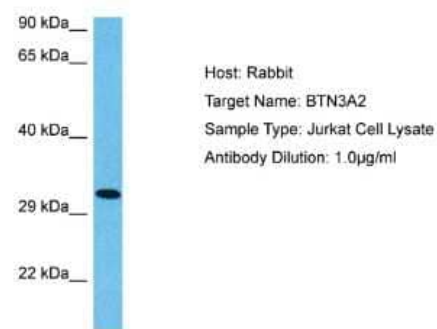 90 kDa
65 kDa
40 kDa
29 kDa
22 kDa
Host: Rabbit
Target Name: BTN3A2
Sample Type: Jurkat Cell Lysate
Antibody Dilution: 1.0µg/ml